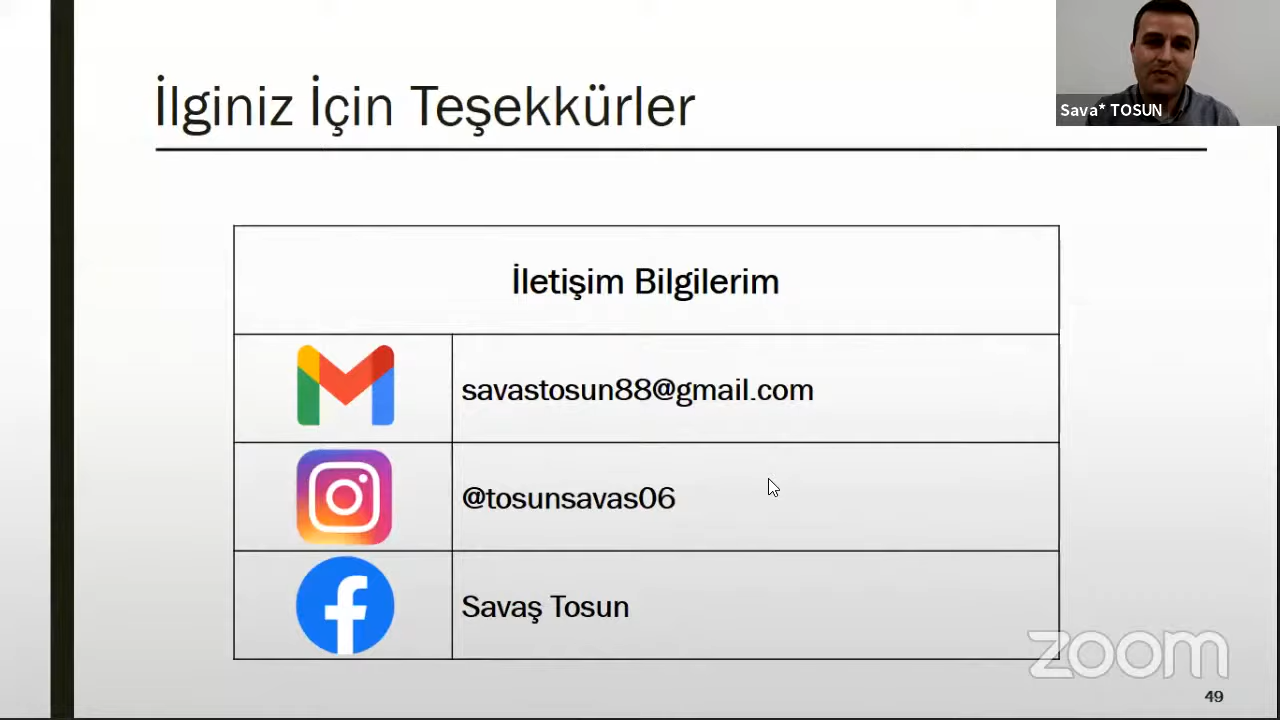 İlginiz İçin Teşekkürler
Sava* TOSUN
İletişim Bilgilerim
savastosun88@gmail.com
@tosunsavas06
Savaş Tosun
zoom
49